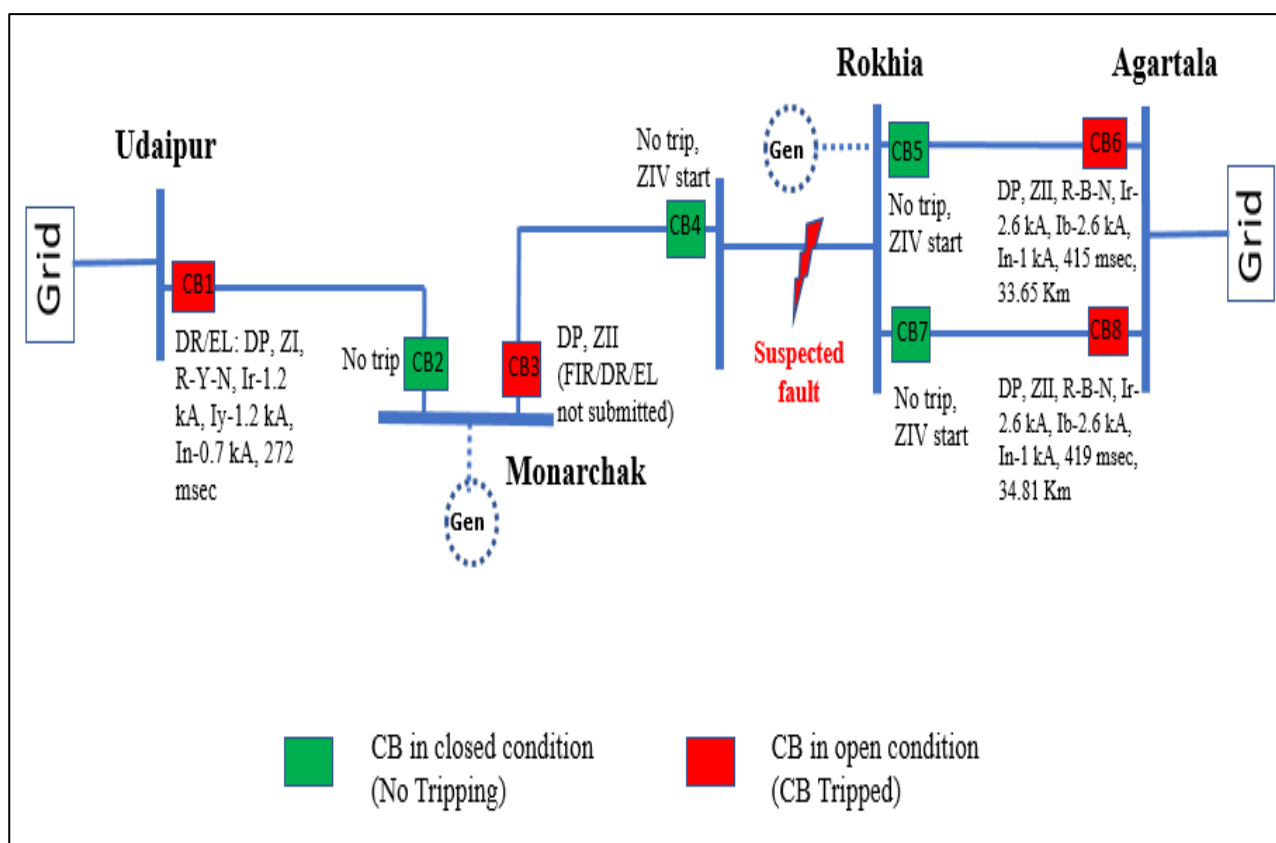 Rokhia
Agartala
Udaipur
No trip,
ZIV start
Gen
CB5
CB6
Grid
Grid
CB4
No trip,
ZIV start
DP, ZII, R-B-N, Ir-
2.6 kA, Ib-2.6 kA,
In-1 kA, 415 msec,
33.65 Km
CB1
DR/EL: DP, ZI,
R-Y-N, Ir-1.2
kA, Iy-1.2 kA,
In-0.7 kA, 272
msec
No trip
CB2
CB3
DP, ZII
(FIR/DR/EL
not submitted)
Suspected
fault
CB7
CB8
No trip,
ZIV start
DP, ZII, R-B-N, Ir-
2.6 kA, Ib-2.6 kA,
In-1 kA, 419 msec,
34.81 Km
Monarchak
Gen
CB in closed condition
(No Tripping)
CB in open condition
(CB Tripped)